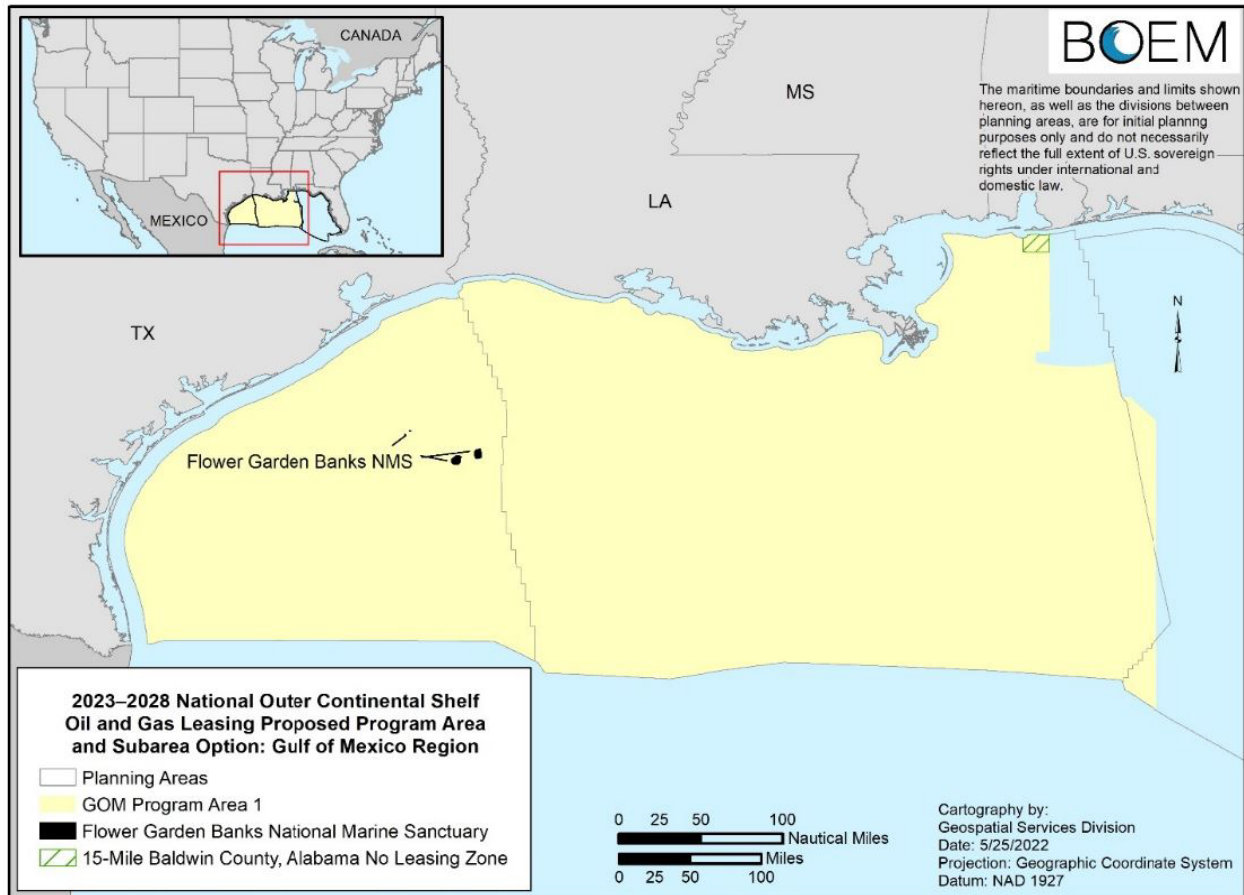 CANADA
MEXICO
BOEM
The maritime boundaries and limits shown
hereon, as well as the divisions between
planning areas, are for initial plannng
purposes only and do not necessarily
reflect the full extent of U.S. sovereign
rights under international and
domestic law.
MS
LA
TX
N
Flower Garden Banks NMS
2023–2028 National Outer Continental Shelf
Oil and Gas Leasing Proposed Program Area
and Subarea Option: Gulf of Mexico Region
Planning Areas
GOM Program Area 1
Flower Garden Banks National Marine Sanctuary
15-Mile Baldwin County, Alabama No Leasing Zone
0 25 50 100
Nautical Miles
Miles
0 25 50 100
Cartography by:
Geospatial Services Division
Date: 5/25/2022
Projection: Geographic Coordinate System
Datum: NAD 1927